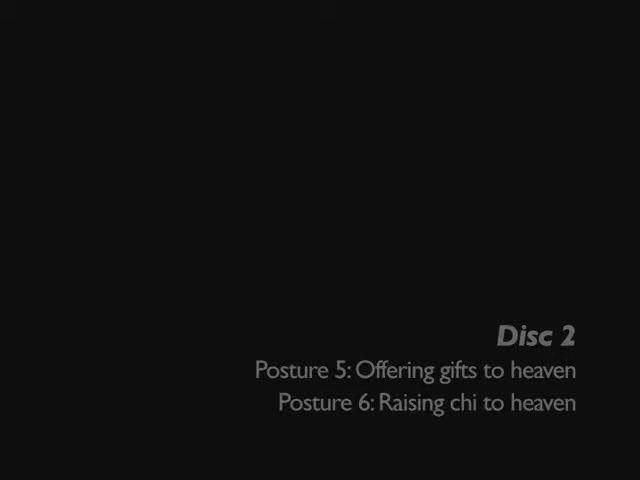 Disc 2
Posture 5: Offering gifts to heaven
Posture 6: Raising chi to heaven